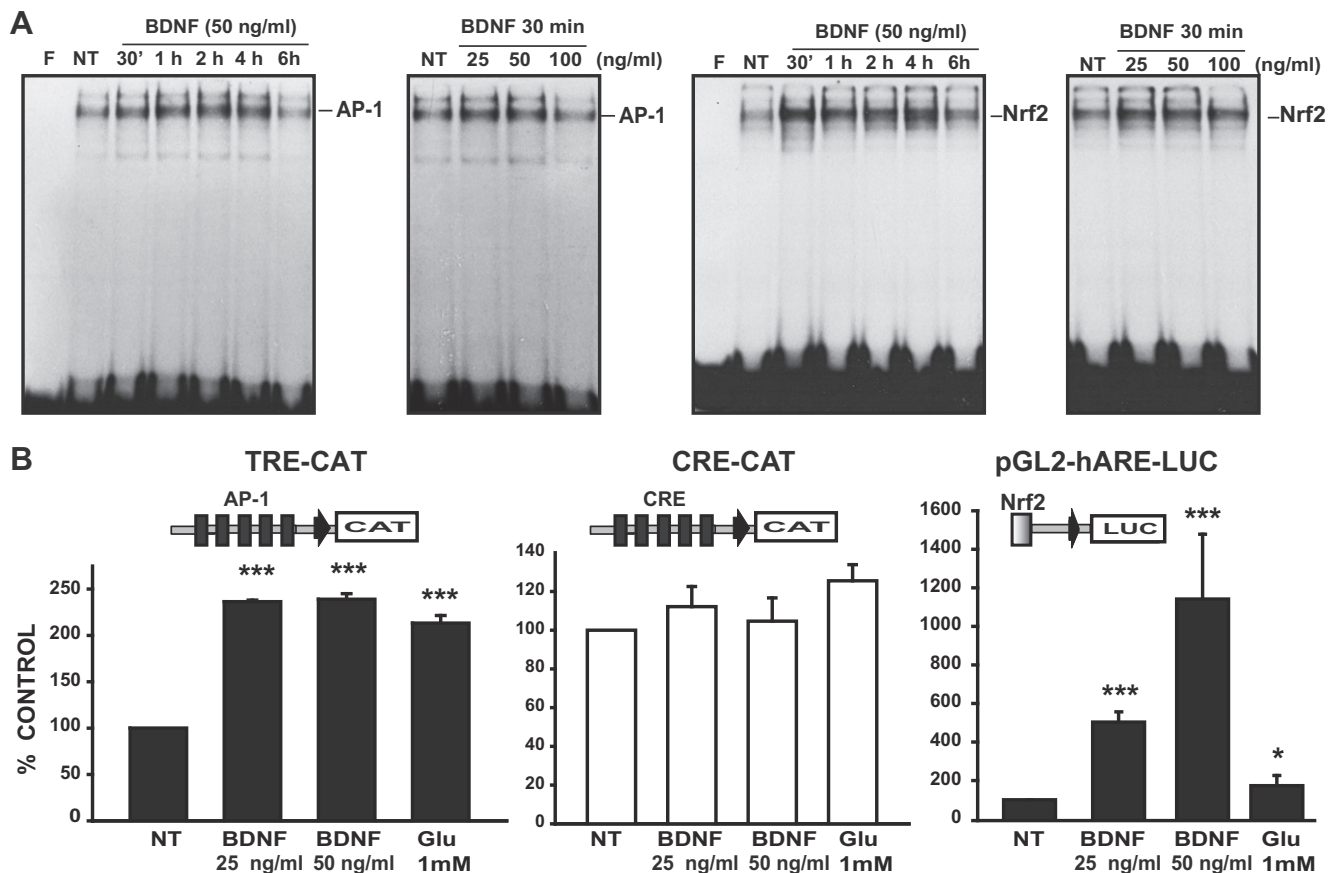 A
BDNF (50 ng/ml)
F NT 30' 1 h 2 h 4 h 6h
AP-1
BDNF 30 min
NT 25 50 100 (ng/ml)
AP-1
BDNF (50 ng/ml)
F NT 30' 1 h 2 h 4 h 6h
Nrf2
BDNF 30 min
NT 25 50 100 (ng/ml)
Nrf2
B
TRE-CAT
AP-1
CAT
% CONTROL
250
200
150
100
50
0
***
***
***
NT
BDNF
25 ng/ml
BDNF
50 ng/ml
Glu
1mM
CRE-CAT
CRE
CAT
140
120
100
80
60
40
20
0
NT
BDNF
25 ng/ml
BDNF
50 ng/ml
Glu
1mM
pGL2-hARE-LUC
Nrf2
LUC
1600
1400
1200
1000
800
600
400
200
0
***
***
*
NT
BDNF
25 ng/ml
BDNF
50 ng/ml
Glu
1mM